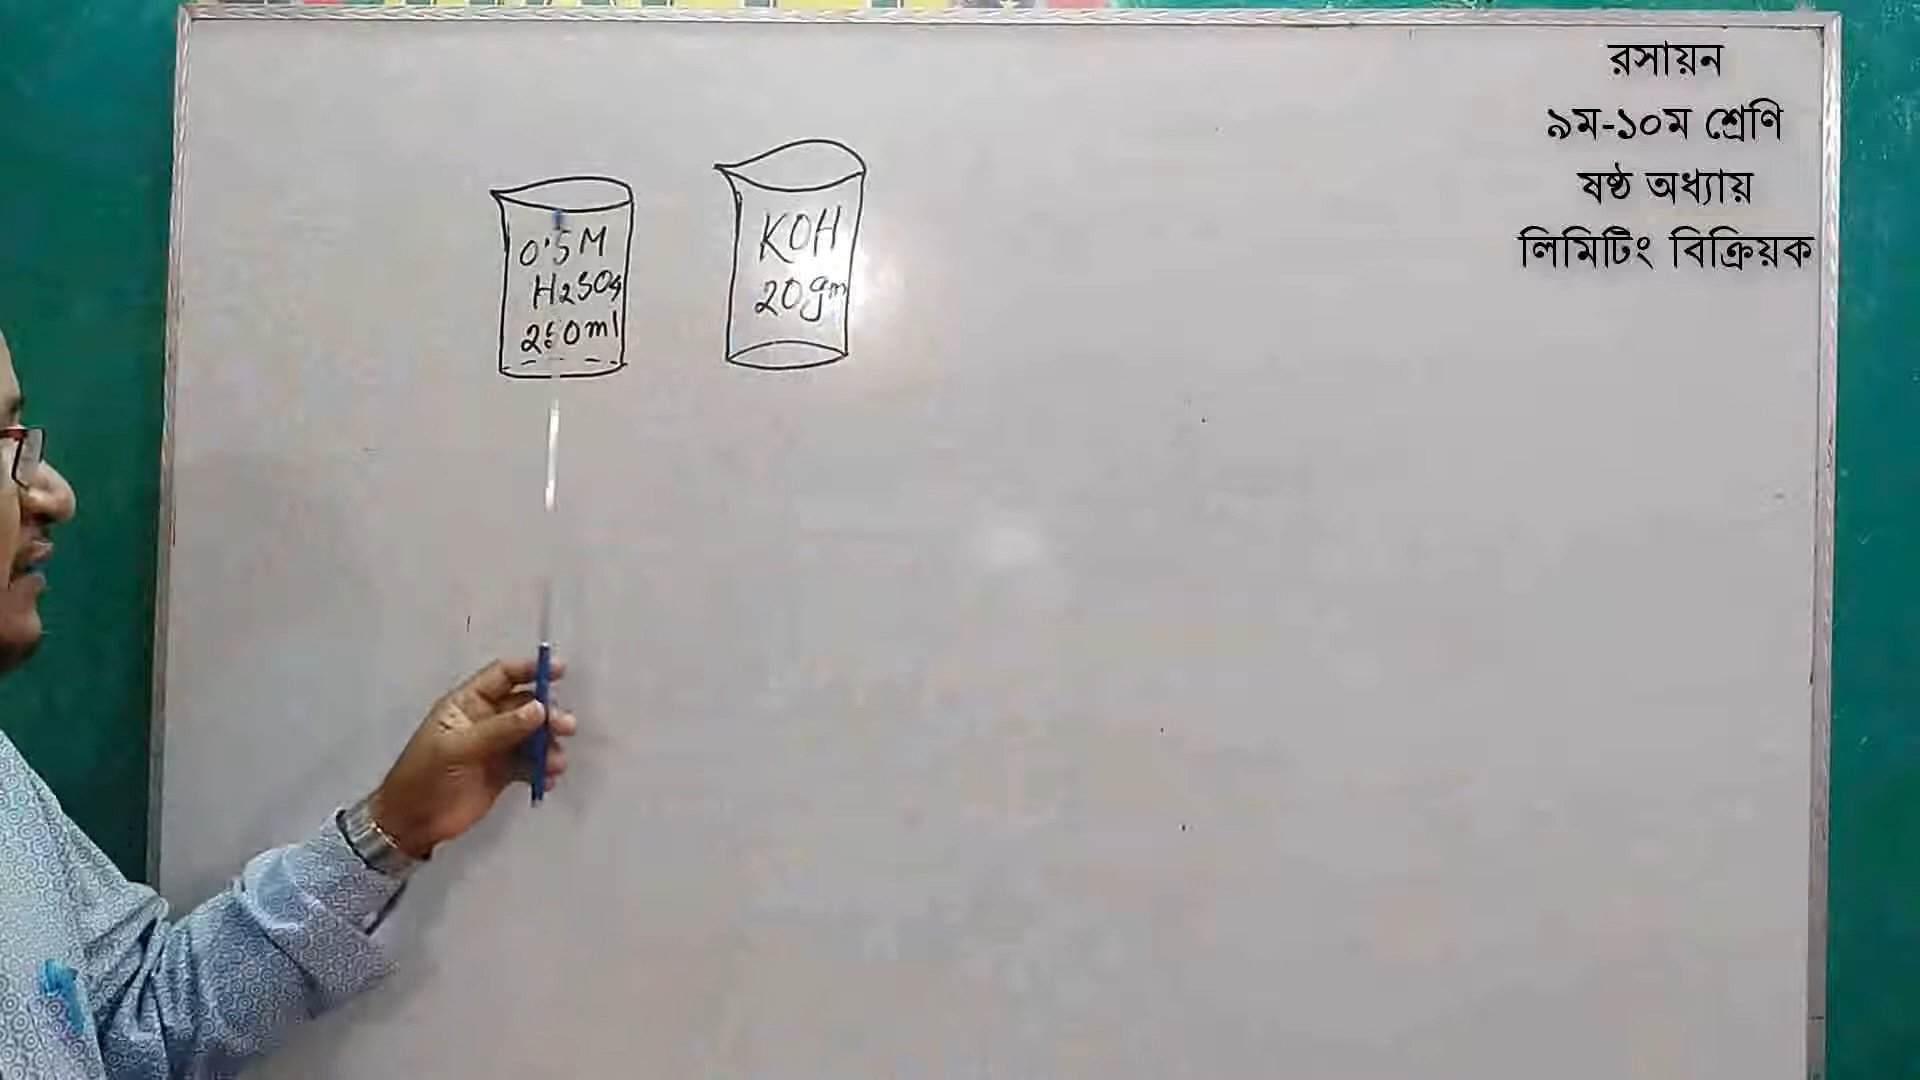 0.5 M
H₂SO₄
250ml
KOH
20gm
রসায়ন
৯ম-১০ম শ্রেণি
ষষ্ঠ অধ্যায়
লিমিটিং বিক্রিয়ক